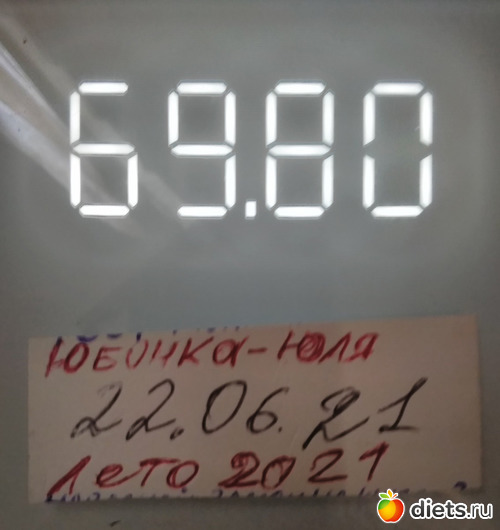 69.80
ЮБОЧКА-ЮЛЯ
22.06.21
Лето 2021
diets.ru